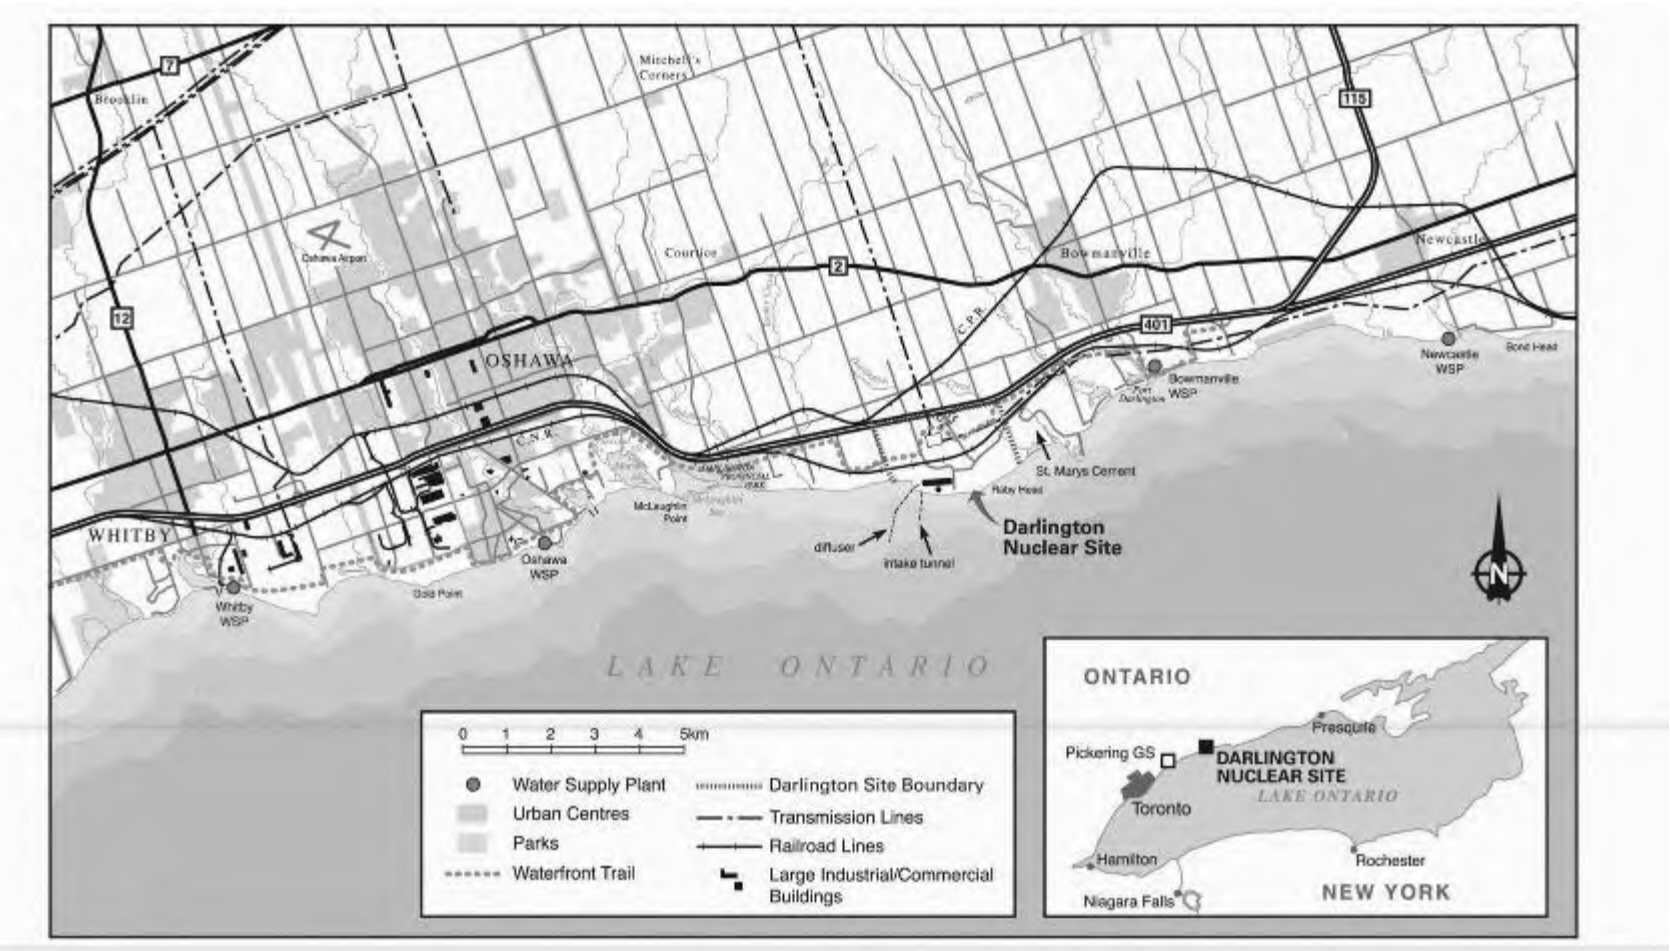 Mitchell's
Corners
7
Brooklin
115
Oshawa Airport
Courtice
2
Bowmanville
Newcastle
12
C.P.R.
401
OSHAWA
Newcastle
WSP
Bond Head
Bowmanville
WSP
Port
Darlington
C.N.R.
St. Marys Cement
Raby Head
McLaughlin
Point
WHITBY
Darlington
Nuclear Site
diffuser
intake tunnel
Oshawa
WSP
Gold Point
Whitby
WSP
N
LAKE ONTARIO
0 1 2 3 4 5km
Water Supply Plant
Urban Centres
Parks
Waterfront Trail
Darlington Site Boundary
Transmission Lines
Railroad Lines
Large Industrial/Commercial
Buildings
ONTARIO
Presquile
Pickering GS
DARLINGTON
NUCLEAR SITE
LAKE ONTARIO
Toronto
Hamilton
Rochester
NEW YORK
Niagara Falls